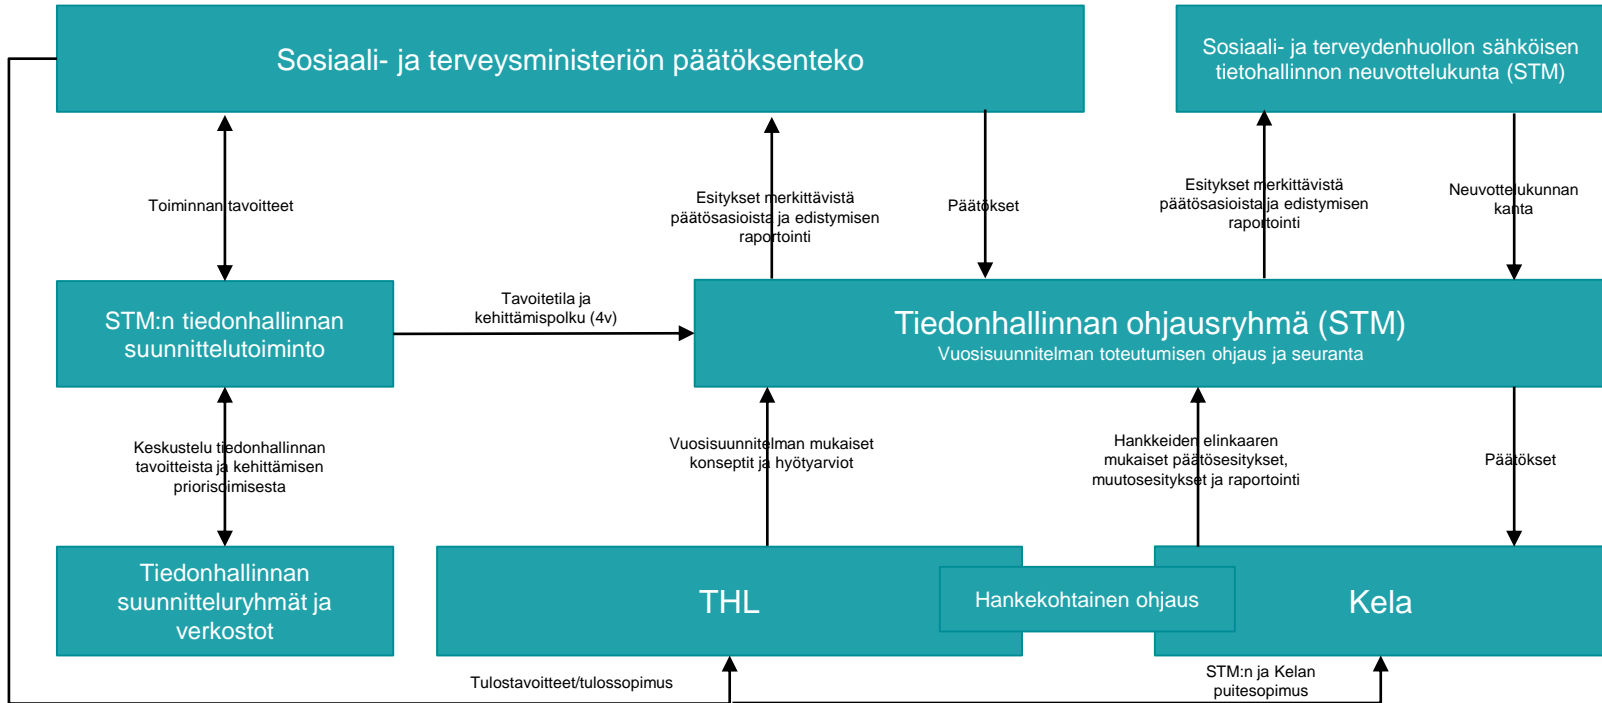 Sosiaali- ja terveysministeriön päätöksenteko
Sosiaali- ja terveydenhuollon sähköisen
tietohallinnon neuvottelukunta (STM)
Toiminnan tavoitteet
Esitykset merkittävistä
päätösasioista ja edistymisen
raportointi
Päätökset
Esitykset merkittävistä
päätösasioista ja edistymisen
raportointi
Neuvottelukunnan
kanta
STM:n tiedonhallinnan
suunnittelutoiminto
Tavoitetila ja
kehittämispolku (4v)
Tiedonhallinnan ohjausryhmä (STM)
Vuosisuunnitelman toteutumisen ohjaus ja seuranta
Keskustelu tiedonhallinnan
tavoitteista ja kehittämisen
priorisoimisesta
Vuosisuunnitelman mukaiset
konseptit ja hyötyarviot
Hankkeiden elinkaaren
mukaiset päätösesitykset,
muutosesitykset ja raportointi
Päätökset
Tiedonhallinnan
suunnitteluryhmät ja
verkostot
THL
Hankekohtainen ohjaus
Kela
Tulostavoitteet/tulossopimus
STM:n ja Kelan
puitesopimus